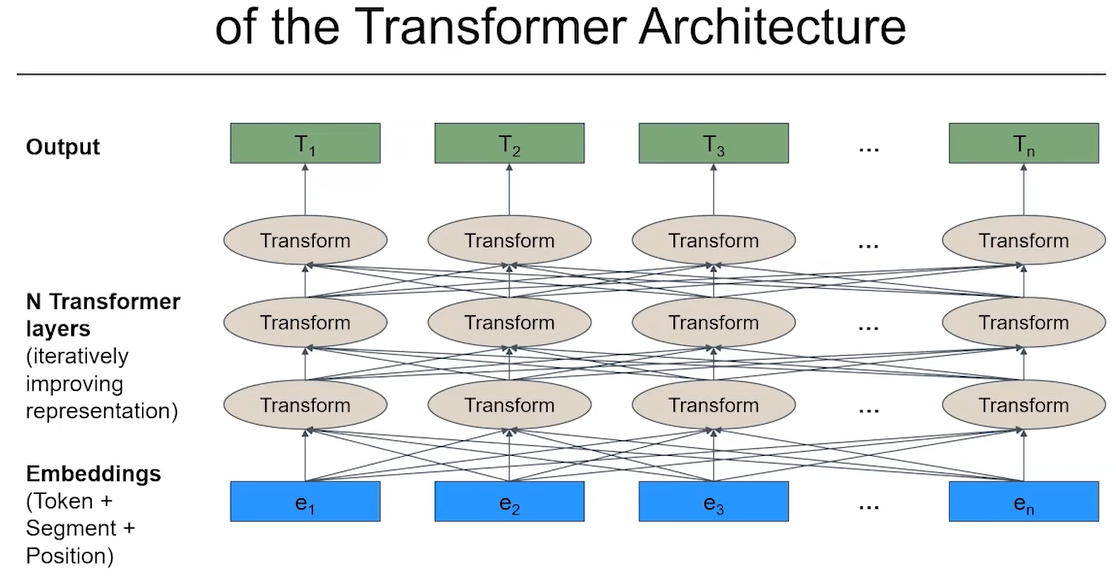 of the Transformer Architecture
Output
T1 T2 T3 ... Tn
Transform Transform Transform ... Transform
N Transformer
layers
(iteratively
improving
representation)
Transform Transform Transform ... Transform
Transform Transform Transform ... Transform
Embeddings
(Token +
Segment +
Position)
e1 e2 e3 ... en